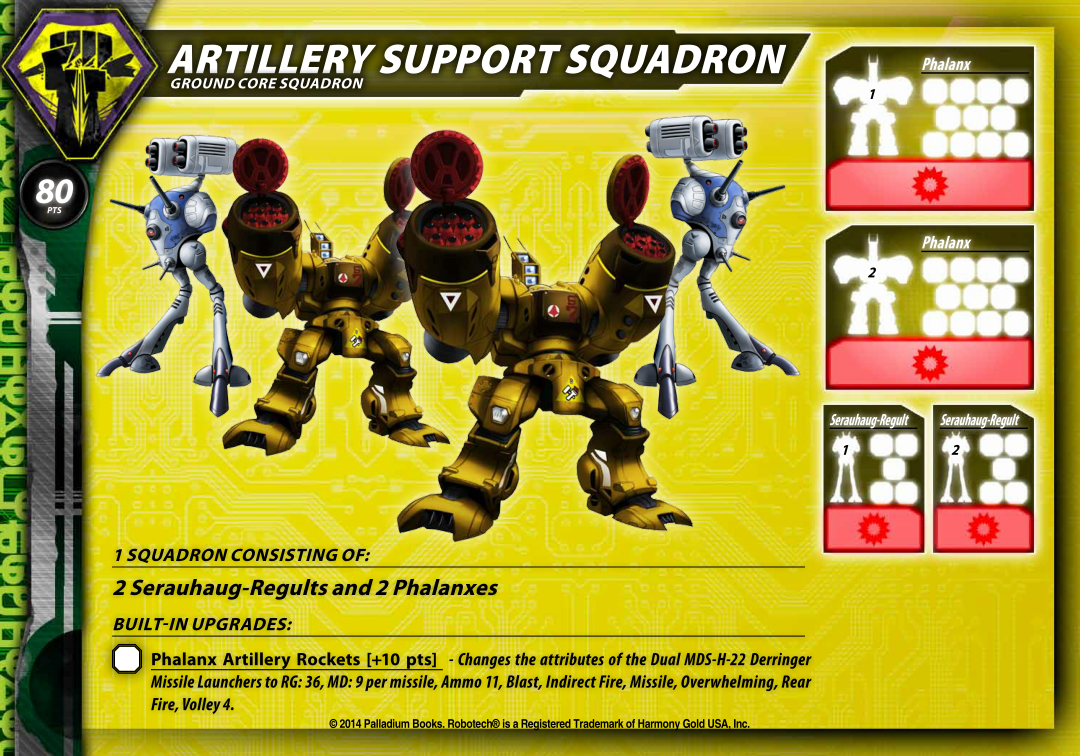 ARTILLERY SUPPORT SQUADRON
GROUND CORE SQUADRON
80
PTS
Phalanx
1
Phalanx
2
Serauhaug-Regult
1
Serauhaug-Regult
2
1 SQUADRON CONSISTING OF:
2 Serauhaug-Regults and 2 Phalanxes
BUILT-IN UPGRADES:
Phalanx Artillery Rockets [+10 pts] - Changes the attributes of the Dual MDS-H-22 Derringer
Missile Launchers to RG: 36, MD: 9 per missile, Ammo 11, Blast, Indirect Fire, Missile, Overwhelming, Rear
Fire, Volley 4.
© 2014 Palladium Books. Robotech® is a Registered Trademark of Harmony Gold USA, Inc.